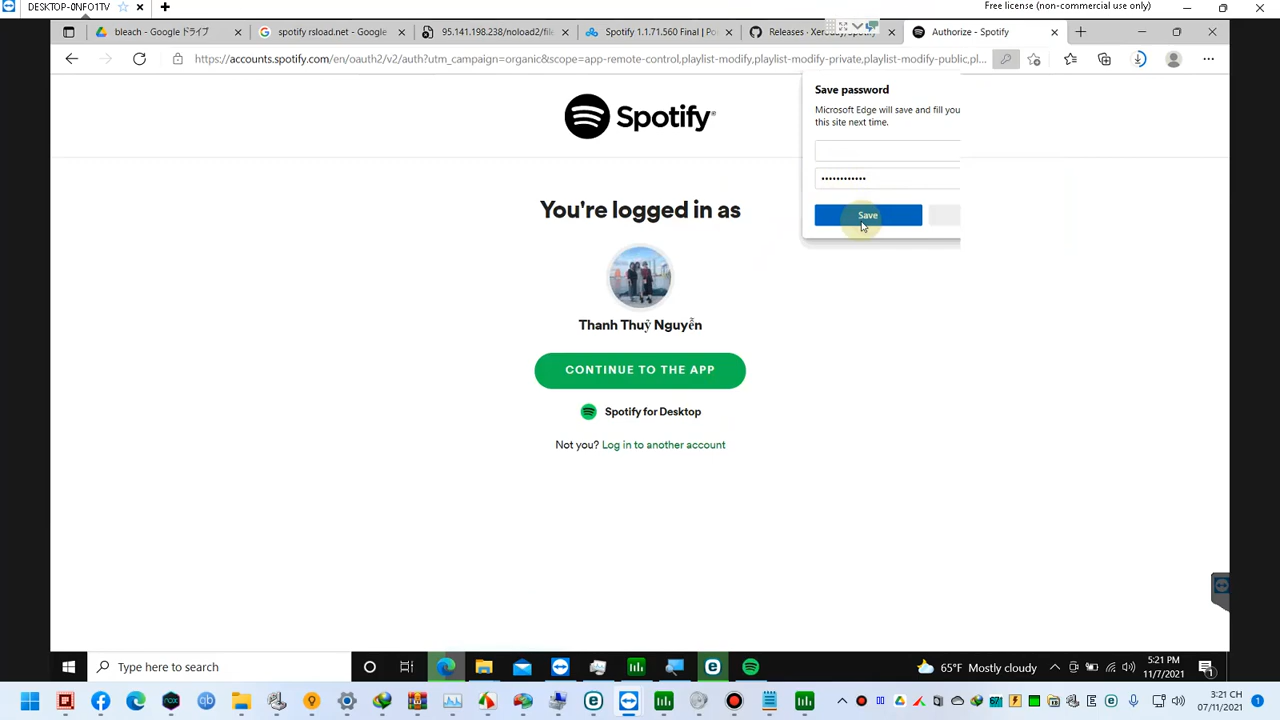 DESKTOP-0NFO1TV
Free license (non-commercial use only)
bleach - Google ドライブ
spotify rsload.net - Google
95.141.198.238/noload2/file
Spotify 1.1.71.560 Final | Po
Releases · Xeroday/Spotify
Authorize - Spotify
https://accounts.spotify.com/en/oauth2/v2/auth?utm_campaign=organic&scope=app-remote-control,playlist-modify,playlist-modify-private,playlist-modify-public,pl...
Spotify®
Save password
Microsoft Edge will save and fill you
this site next time.
Save
You're logged in as
Thanh Thuỷ Nguyễn
CONTINUE TO THE APP
Spotify for Desktop
Not you? Log in to another account
Type here to search
65°F Mostly cloudy
5:21 PM
11/7/2021
1
3:21 CH
07/11/2021
1